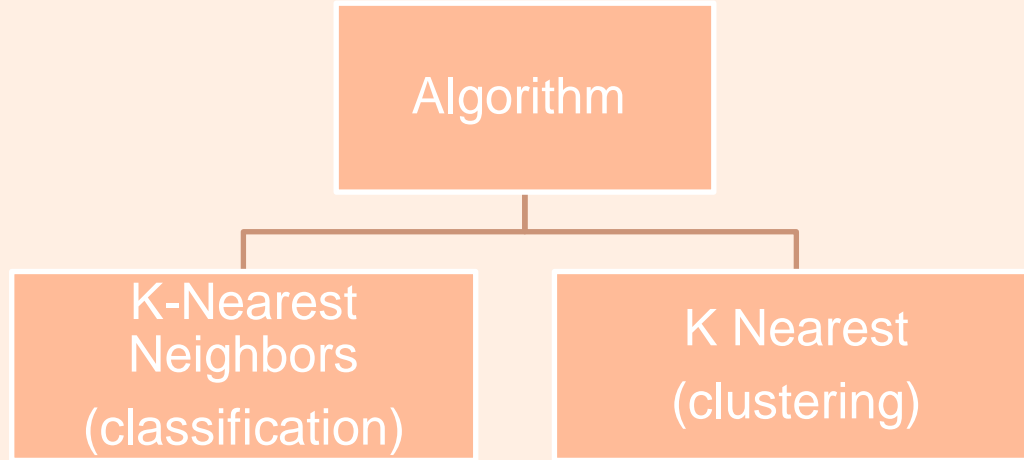 Algorithm
K-Nearest
Neighbors
(classification)
K Nearest
(clustering)